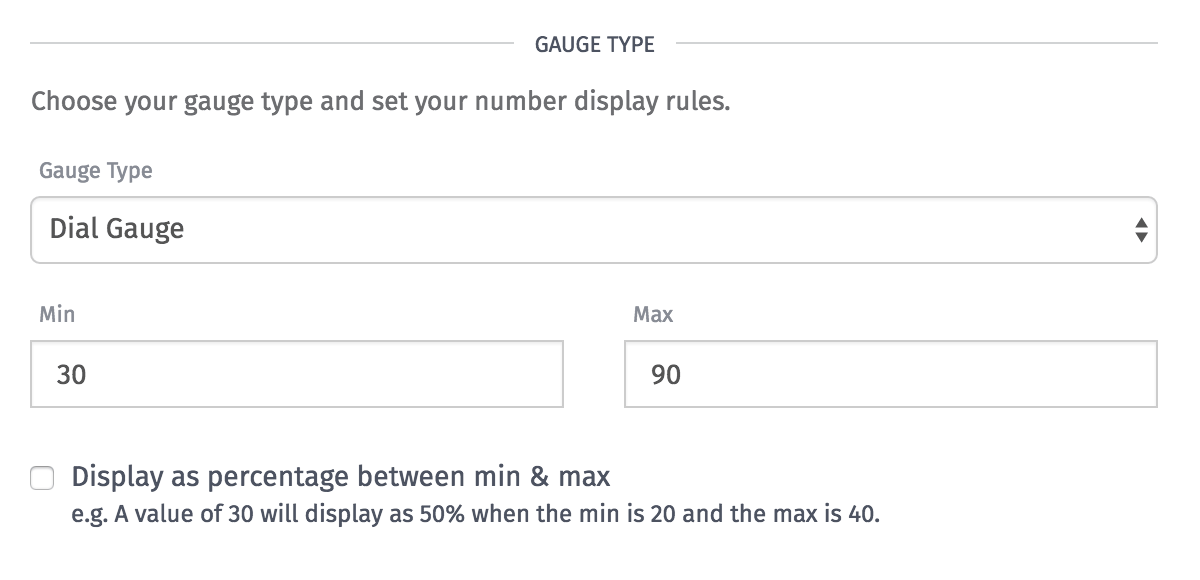 GAUGE TYPE
Choose your gauge type and set your number display rules.
Gauge Type
Dial Gauge
Min
Max
30
90
Display as percentage between min & max
e.g. A value of 30 will display as 50% when the min is 20 and the max is 40.